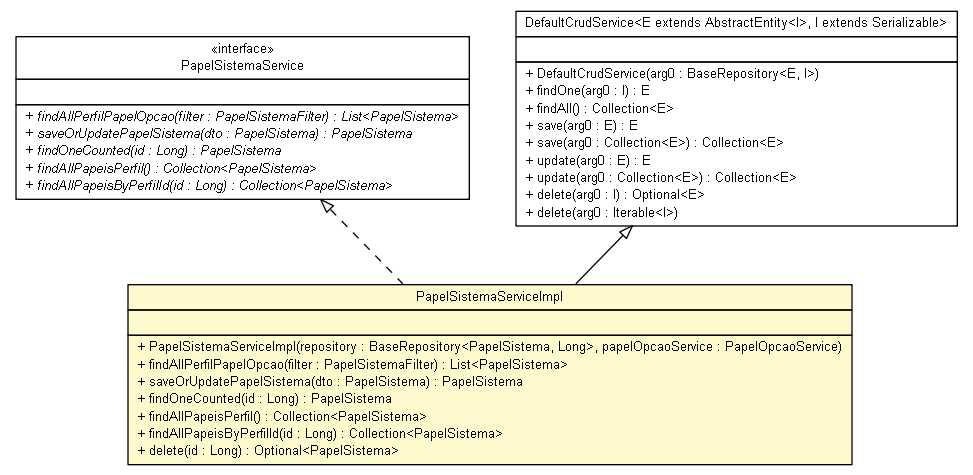 «interface»
PapelSistemaService
+ findAllPerfilPapelOpcao(filter : PapelSistemaFilter) : List<PapelSistema>
+ saveOrUpdatePapelSistema(dto : PapelSistema) : PapelSistema
+ findOneCounted(id : Long) : PapelSistema
+ findAllPapeisPerfil() : Collection<PapelSistema>
+ findAllPapeisByPerfilId(id : Long) : Collection<PapelSistema>
DefaultCrudService<E extends AbstractEntity<I>, I extends Serializable>
+ DefaultCrudService(arg0 : BaseRepository<E, I>)
+ findOne(arg0 : I) : E
+ findAll() : Collection<E>
+ save(arg0 : E) : E
+ save(arg0 : Collection<E>) : Collection<E>
+ update(arg0 : E) : E
+ update(arg0 : Collection<E>) : Collection<E>
+ delete(arg0 : I) : Optional<E>
+ delete(arg0 : Iterable<I>)
PapelSistemaServiceImpl
+ PapelSistemaServiceImpl(repository : BaseRepository<PapelSistema, Long>, papelOpcaoService : PapelOpcaoService)
+ findAllPerfilPapelOpcao(filter : PapelSistemaFilter) : List<PapelSistema>
+ saveOrUpdatePapelSistema(dto : PapelSistema) : PapelSistema
+ findOneCounted(id : Long) : PapelSistema
+ findAllPapeisPerfil() : Collection<PapelSistema>
+ findAllPapeisByPerfilId(id : Long) : Collection<PapelSistema>
+ delete(id : Long) : Optional<PapelSistema>